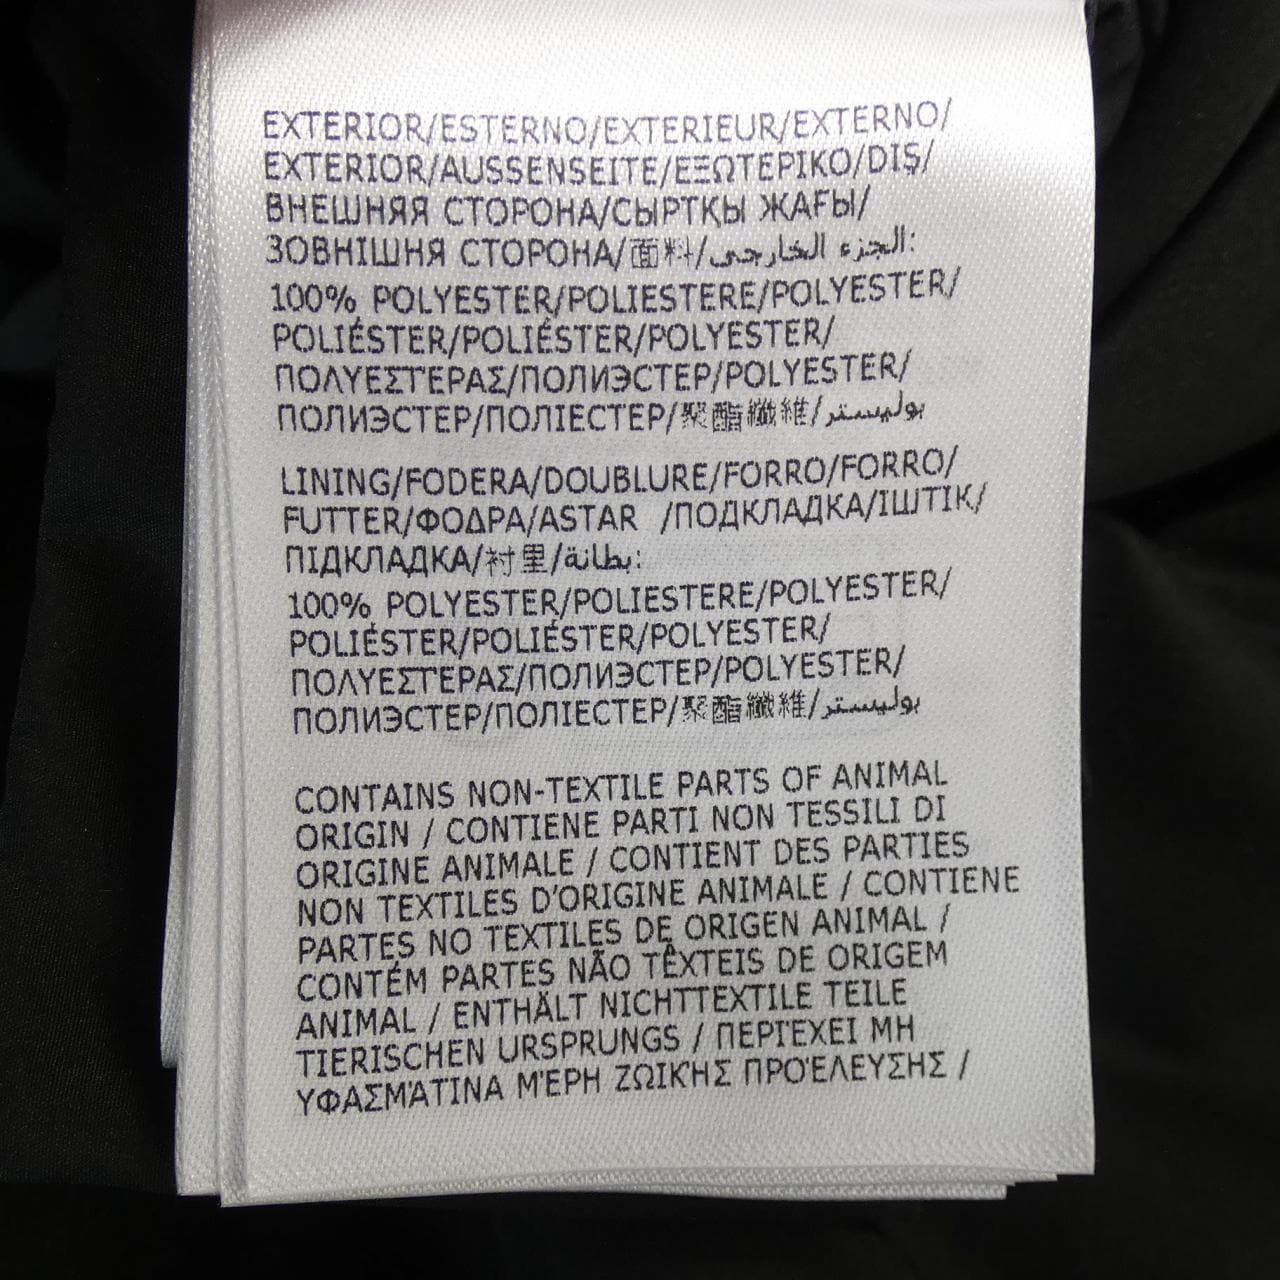 EXTERIOR/ESTERNO/EXTERIEUR/EXTERNO/
EXTERIOR/AUSSENSEITE/ΕΞΩΤΕΡΙΚΟ/DIŞ/
ВНЕШНЯЯ СТОРОНА/СЫРТҚЫ ЖАҒЫ/
ЗОВНІШНЯ СТОРОНА/面料/الجزء الخارجي:
100% POLYESTER/POLIESTERE/POLYESTER/
POLIÉSTER/POLIÉSTER/POLYESTER/
ΠΟΛΥΕΣΤΕΡΑΣ/ПОЛИЭСТЕР/POLYESTER/
ПОЛИЭСТЕР/ПОЛІЕСТЕР/聚酯纖維/بوليستر
LINING/FODERA/DOUBLURE/FORRO/FORRO/
FUTTER/ΦΟΔΡΑ/ASTAR /ПОДКЛАДКА/ІШТІК/
ПІДКЛАДКА/衬里/بطانة:
100% POLYESTER/POLIESTERE/POLYESTER/
POLIÉSTER/POLIÉSTER/POLYESTER/
ΠΟΛΥΕΣΤΕΡΑΣ/ПОЛИЭСТЕР/POLYESTER/
ПОЛИЭСТЕР/ПОЛІЕСТЕР/聚酯纖維/بوليستر
CONTAINS NON-TEXTILE PARTS OF ANIMAL
ORIGIN / CONTIENE PARTI NON TESSILI DI
ORIGINE ANIMALE / CONTIENT DES PARTIES
NON TEXTILES D'ORIGINE ANIMALE / CONTIENE
PARTES NO TEXTILES DE ORIGEN ANIMAL /
CONTÉM PARTES NÃO TÊXTEIS DE ORIGEM
ANIMAL / ENTHÄLT NICHTTEXTILE TEILE
TIERISCHEN URSPRUNGS / ΠΕΡΙΈΧΕΙ ΜΗ
ΥΦΑΣΜΆΤΙΝΑ ΜΈΡΗ ΖΩΙΚΉΣ ΠΡΟΈΛΕΥΣΗΣ /